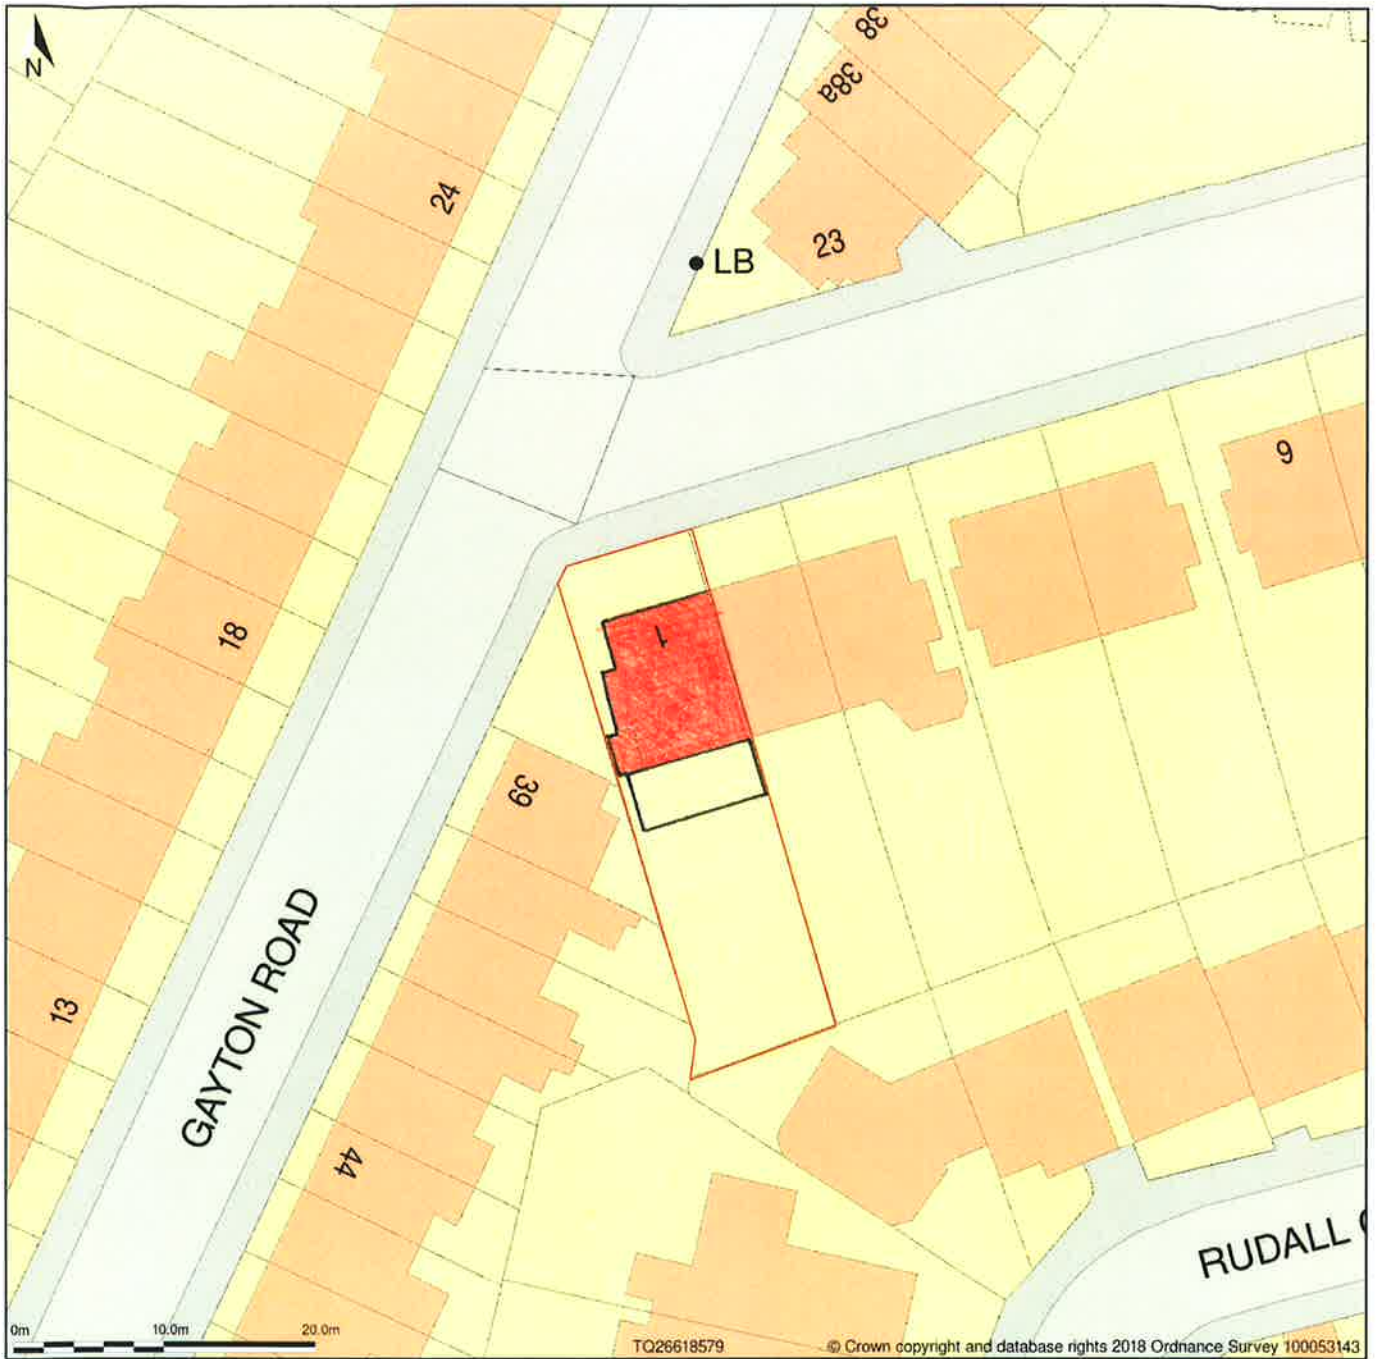 N
38
38a
24
23
LB
9
1
18
39
GAYTON ROAD
13
44
RUDALL
0m 10.0m 20.0m
TQ26618579
© Crown copyright and database rights 2018 Ordnance Survey 100053143